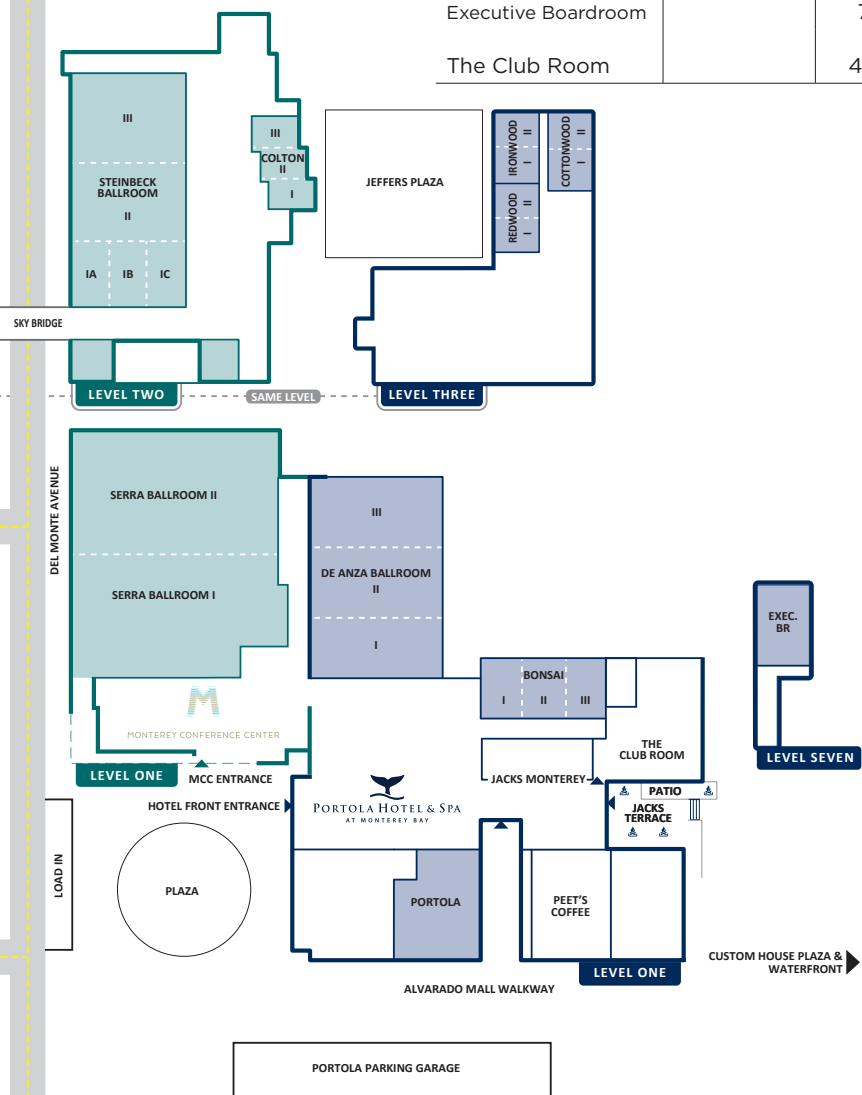 Executive Boardroom
The Club Room
4
III
STEINBECK
BALLROOM
II
IA
IB
IC
III
COLTON
II
I
JEFFERS PLAZA
IRONWOOD
II
I
COTTONWOOD
II
I
REDWOOD
II
I
SKY BRIDGE
LEVEL TWO
SAME LEVEL
LEVEL THREE
DEL MONTE AVENUE
SERRA BALLROOM II
SERRA BALLROOM I
III
DE ANZA BALLROOM
II
I
EXEC.
BR
LEVEL SEVEN
BONSAI
I
II
III
THE
CLUB ROOM
M
MONTEREY CONFERENCE CENTER
LEVEL ONE
MCC ENTRANCE
JACKS MONTEREY
PATIO
JACKS
TERRACE
HOTEL FRONT ENTRANCE
PORTOLA HOTEL & SPA
AT MONTEREY BAY
LOAD IN
PLAZA
PORTOLA
PEET'S
COFFEE
LEVEL ONE
CUSTOM HOUSE PLAZA &
WATERFRONT
ALVARADO MALL WALKWAY
PORTOLA PARKING GARAGE